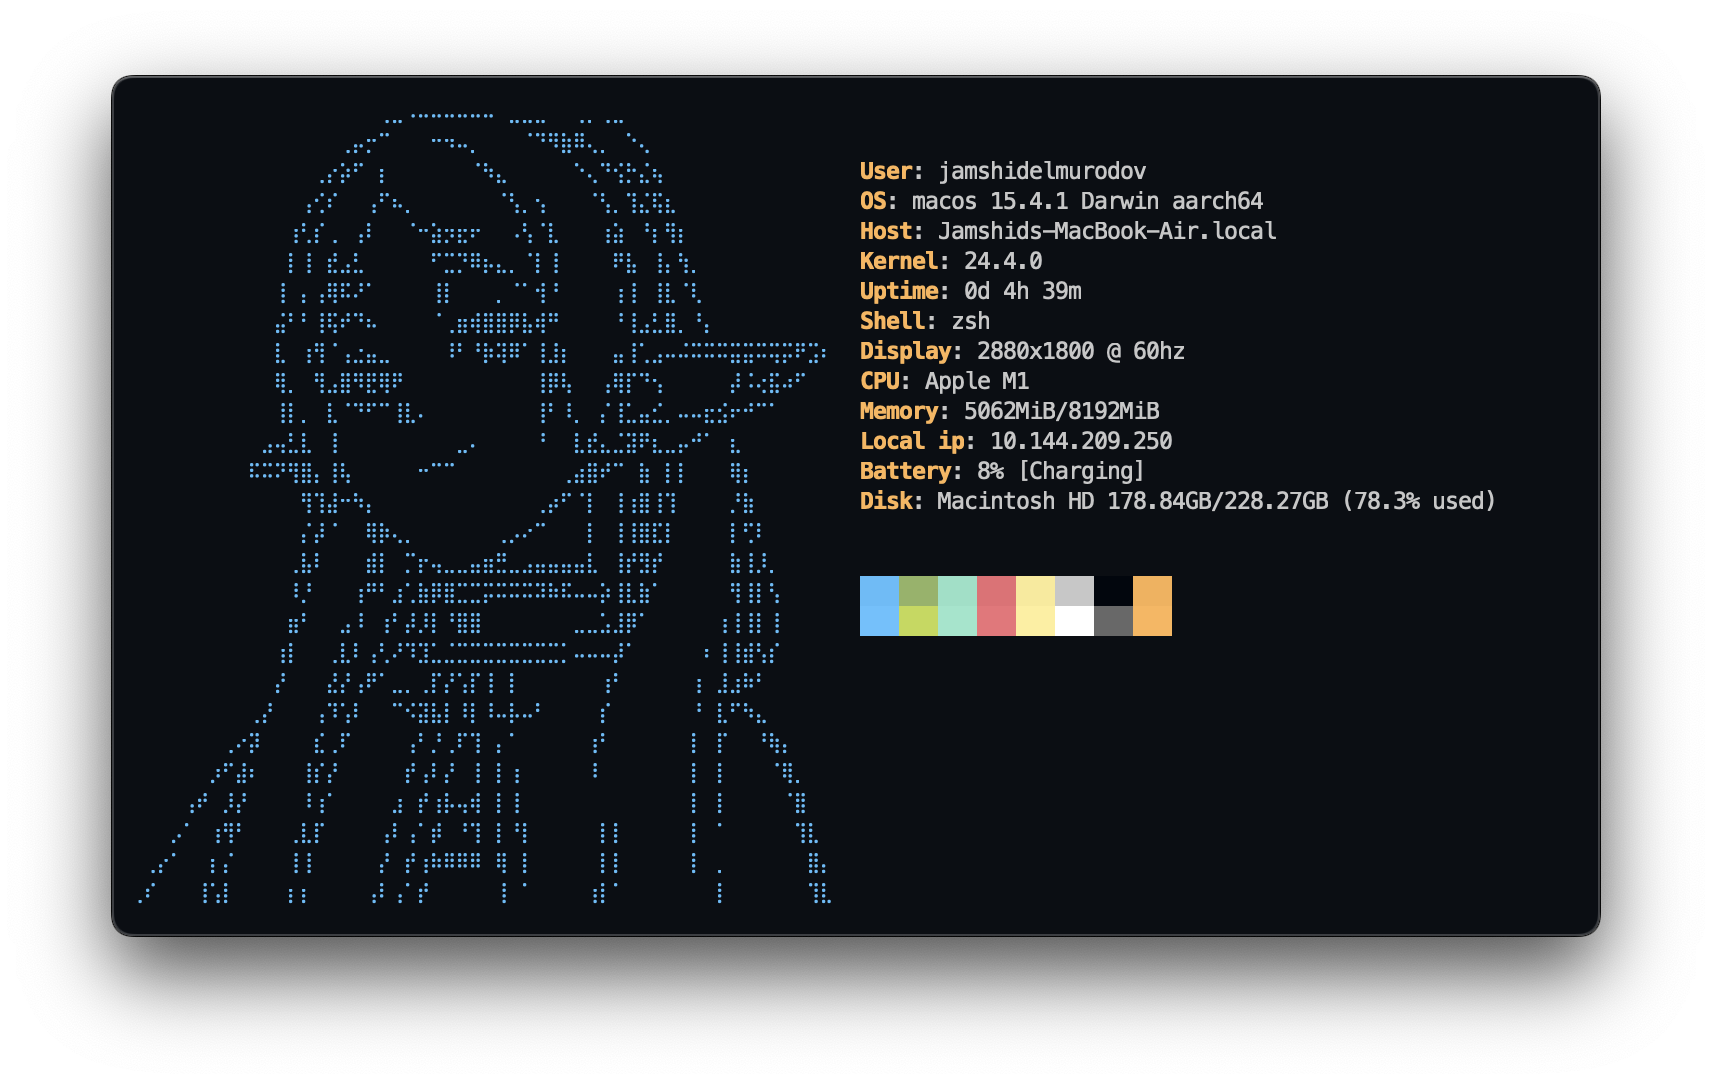 User: jamshidelmurodov
OS: macos 15.4.1 Darwin aarch64
Host: Jamshids-MacBook-Air.local
Kernel: 24.4.0
Uptime: 0d 4h 39m
Shell: zsh
Display: 2880x1800 @ 60hz
CPU: Apple M1
Memory: 5062MiB/8192MiB
Local ip: 10.144.209.250
Battery: 8% [Charging]
Disk: Macintosh HD 178.84GB/228.27GB (78.3% used)